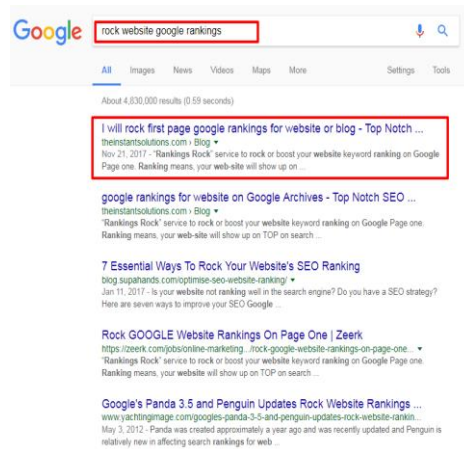 Google
rock website google rankings
All Images News Videos Maps More Settings Tools
About 4,830,000 results (0.59 seconds)
I will rock first page google rankings for website or blog - Top Notch ...
theinstantsolutions.com › Blog ▼
Nov 21, 2017 - "Rankings Rock" service to rock or boost your website keyword ranking on Google
Page one. Ranking means, your web-site will show up on ...
google rankings for website on Google Archives - Top Notch SEO ...
theinstantsolutions.com › Blog ▼
"Rankings Rock" service to rock or boost your website keyword ranking on Google Page one.
Ranking means, your web-site will show up on TOP on search ...
7 Essential Ways To Rock Your Website's SEO Ranking
blog.supahands.com/optimise-seo-website-ranking/ ▼
Jan 11, 2017 - Is your website not ranking well in the search engine? Do you have a SEO strategy?
Here are seven ways to improve your SEO Google ...
Rock GOOGLE Website Rankings On Page One | Zeerk
https://zeerk.com/jobs/online-marketing.../rock-google-website-rankings-on-page-one... ▼
"Rankings Rock" service to rock or boost your website keyword ranking on Google Page one.
Ranking means, your website will show up on TOP on search ...
Google's Panda 3.5 and Penguin Updates Rock Website Rankings ...
www.yachtingimage.com/googles-panda-3-5-and-penguin-updates-rock-website-rankin...
May 3, 2012 - Panda was created approximately a year ago and was recently updated and Penguin is
relatively new in affecting search rankings for web ...